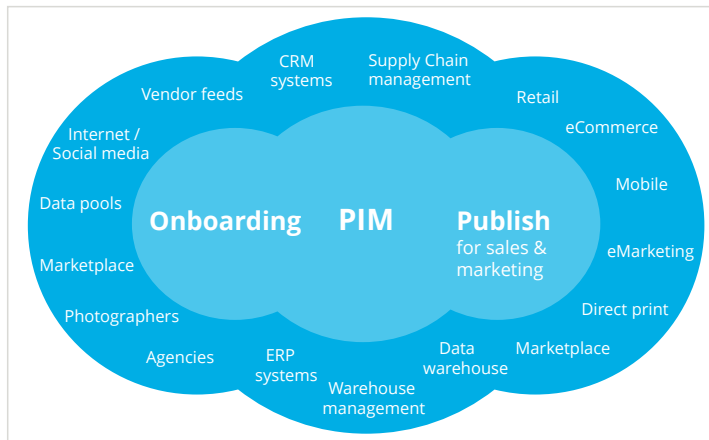 CRM
systems
Supply Chain
management
Vendor feeds
Retail
eCommerce
Internet /
Social media
Mobile
Data pools
Onboarding
PIM
Publish
for sales &
marketing
eMarketing
Marketplace
Direct print
Photographers
Agencies
ERP
systems
Warehouse
management
Data
warehouse
Marketplace